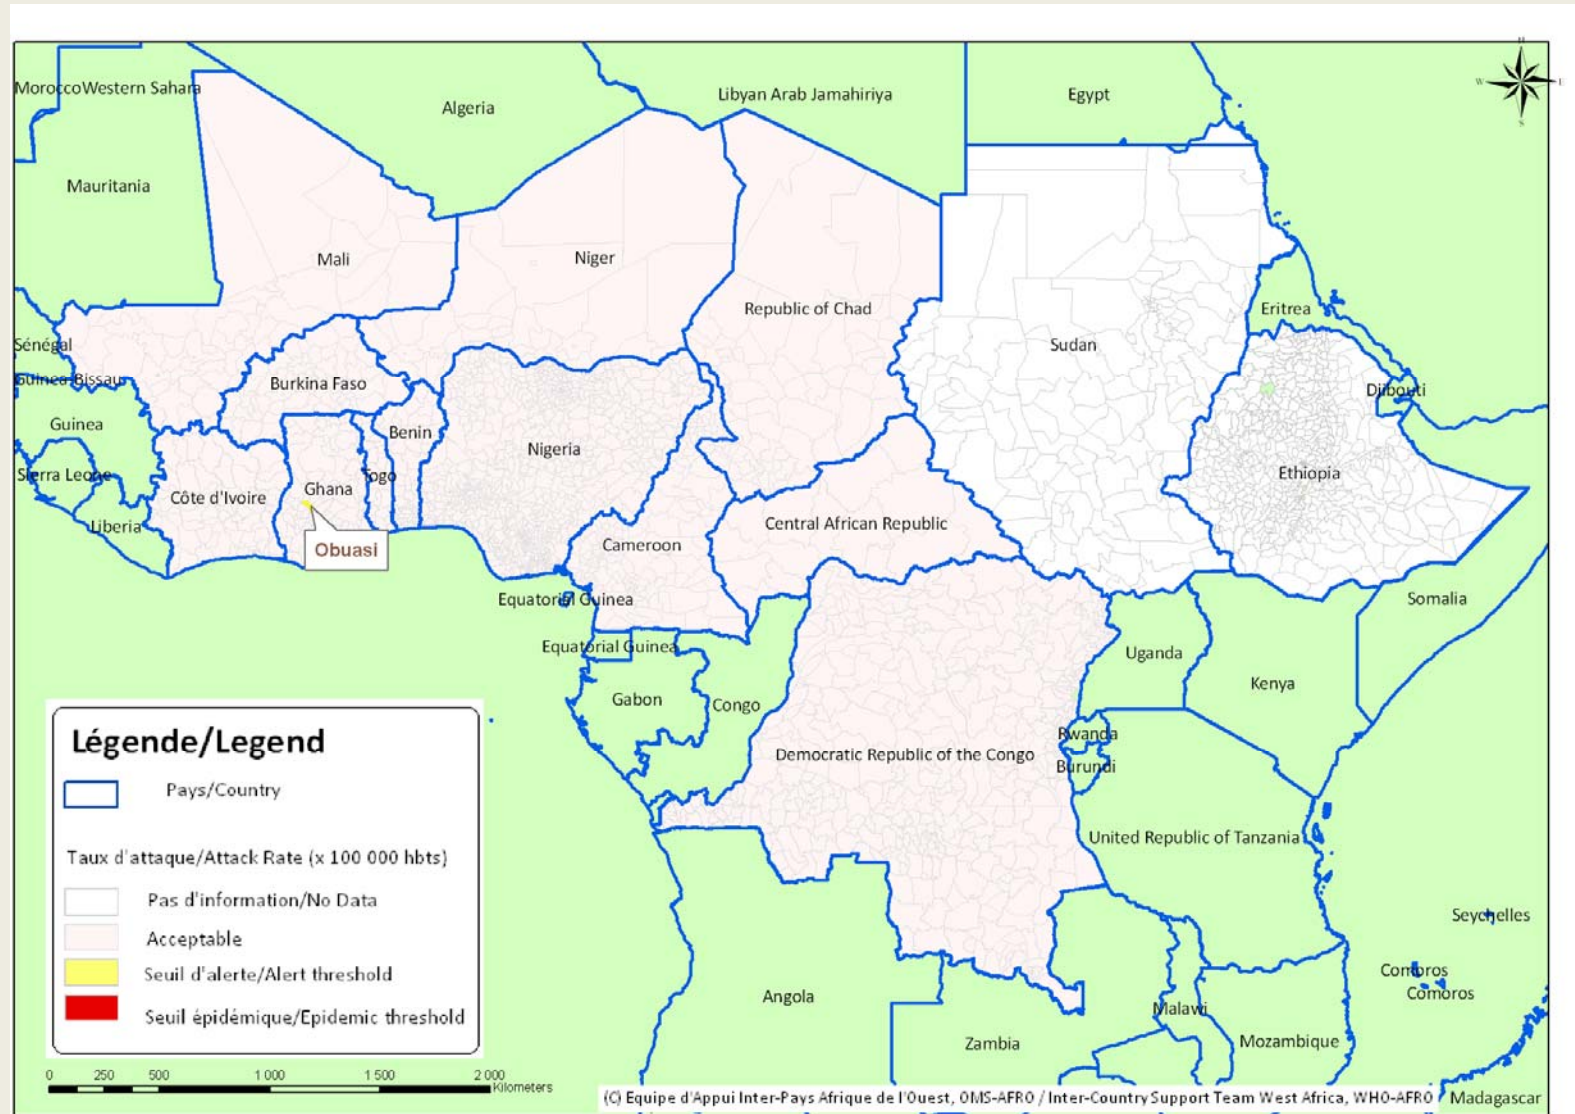 N
W
E
S
Morocco
Western Sahara
Algeria
Libyan Arab Jamahiriya
Egypt
Mauritania
Mali
Niger
Republic of Chad
Sudan
Eritrea
Sénégal
Guinea-Bissau
Burkina Faso
Djibouti
Guinea
Benin
Nigeria
Sierra Leone
Côte d'Ivoire
Ghana
Togo
Ethiopia
Liberia
Obuasi
Central African Republic
Cameroon
Equatorial Guinea
Somalia
Equatorial Guinea
Uganda
Kenya
Gabon
Congo
Rwanda
Democratic Republic of the Congo
Burundi
United Republic of Tanzania
Seychelles
Comoros
Comoros
Angola
Malawi
Zambia
Mozambique
Madagascar
Légende/Legend
Pays/Country
Taux d'attaque/Attack Rate (x 100 000 hbts)
Pas d'information/No Data
Acceptable
Seuil d'alerte/Alert threshold
Seuil épidémique/Epidemic threshold
0 250 500 1 000 1 500 2 000
Kilometers
(C) Equipe d'Appui Inter-Pays Afrique de l'Ouest, OMS-AFRO / Inter-Country Support Team West Africa, WHO-AFRO